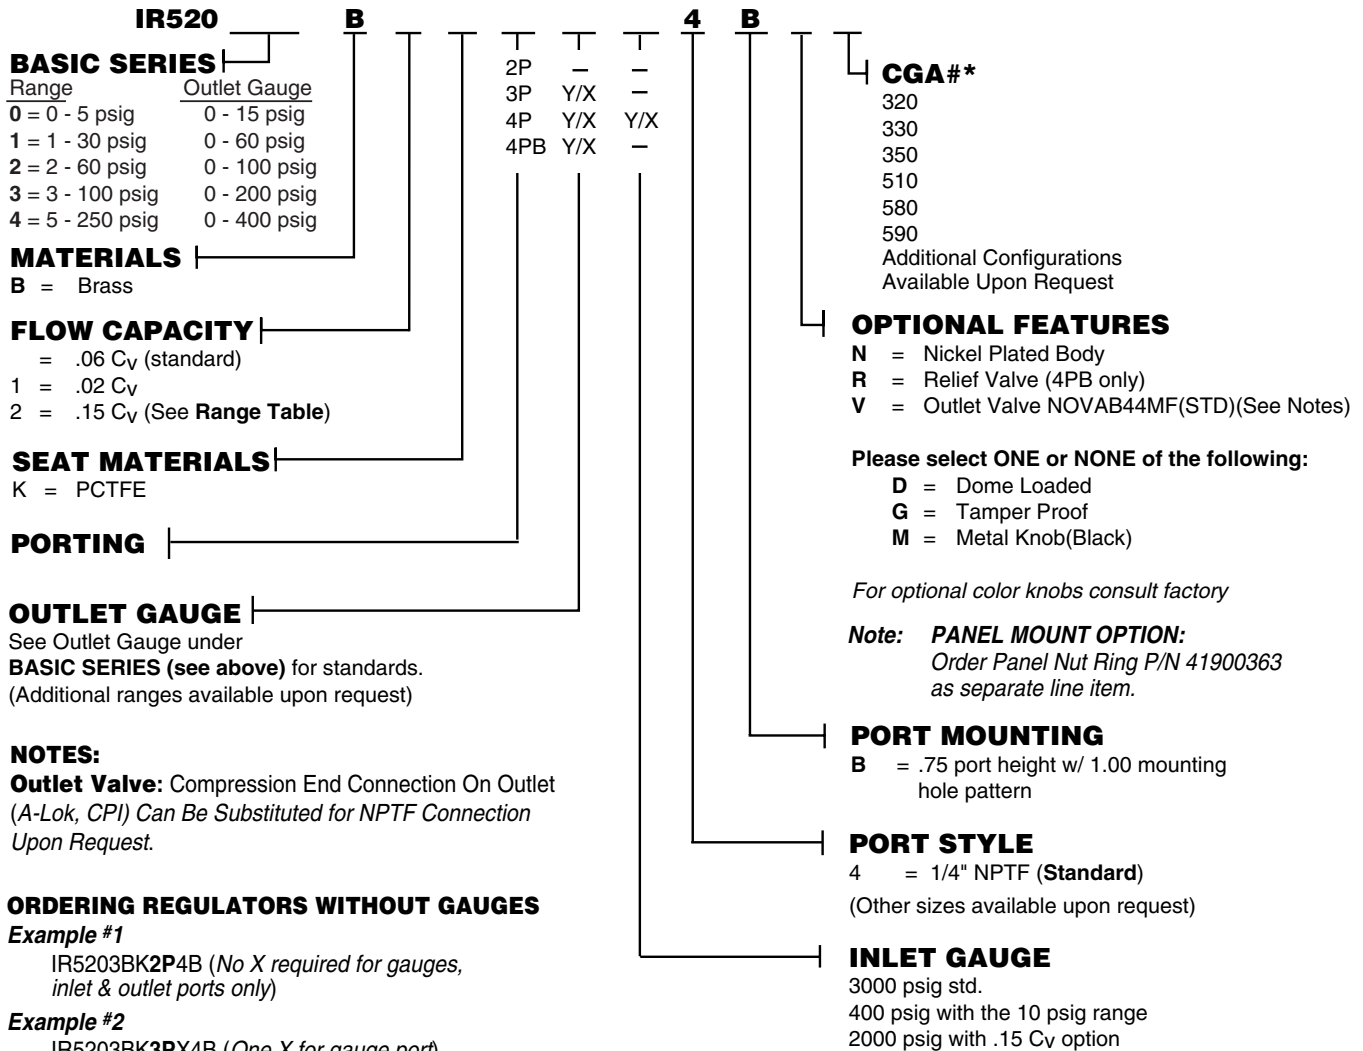 IR520 B 4 B
BASIC SERIES
Range Outlet Gauge
0 = 0 - 5 psig 0 - 15 psig
1 = 1 - 30 psig 0 - 60 psig
2 = 2 - 60 psig 0 - 100 psig
3 = 3 - 100 psig 0 - 200 psig
4 = 5 - 250 psig 0 - 400 psig
2P – –
3P Y/X –
4P Y/X Y/X
4PB Y/X –
MATERIALS
B = Brass
FLOW CAPACITY
= .06 Cv (standard)
1 = .02 Cv
2 = .15 Cv (See Range Table)
SEAT MATERIALS
K = PCTFE
PORTING
OUTLET GAUGE
See Outlet Gauge under
BASIC SERIES (see above) for standards.
(Additional ranges available upon request)
NOTES:
Outlet Valve: Compression End Connection On Outlet
(A-Lok, CPI) Can Be Substituted for NPTF Connection
Upon Request.
ORDERING REGULATORS WITHOUT GAUGES
Example #1
IR5203BK2P4B (No X required for gauges,
inlet & outlet ports only)
Example #2
IR5203BK3PX4B (One X for gauge port)
CGA#*
320
330
350
510
580
590
Additional Configurations
Available Upon Request
OPTIONAL FEATURES
N = Nickel Plated Body
R = Relief Valve (4PB only)
V = Outlet Valve NOVAB44MF(STD)(See Notes)
Please select ONE or NONE of the following:
D = Dome Loaded
G = Tamper Proof
M = Metal Knob(Black)
For optional color knobs consult factory
Note: PANEL MOUNT OPTION:
Order Panel Nut Ring P/N 41900363
as separate line item.
PORT MOUNTING
B = .75 port height w/ 1.00 mounting
hole pattern
PORT STYLE
4 = 1/4" NPTF (Standard)
(Other sizes available upon request)
INLET GAUGE
3000 psig std.
400 psig with the 10 psig range
2000 psig with .15 Cv option